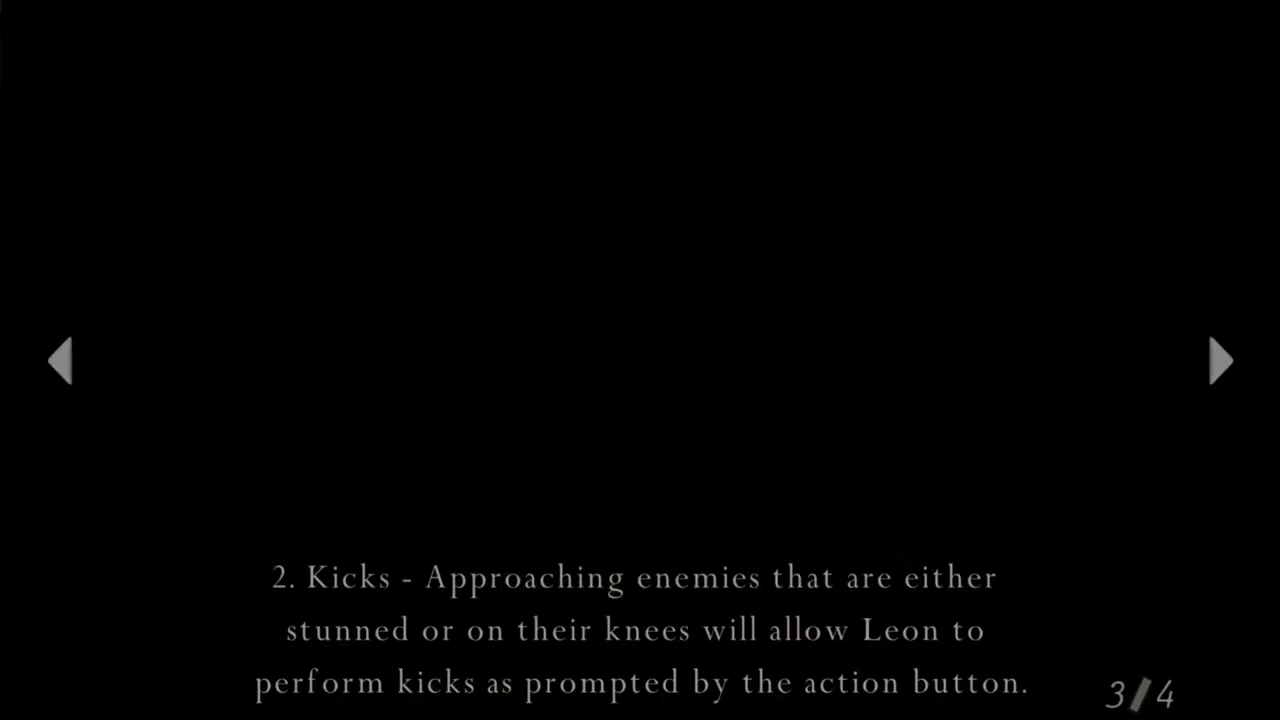 2. Kicks - Approaching enemies that are either
stunned or on their knees will allow Leon to
perform kicks as prompted by the action button.
3/4